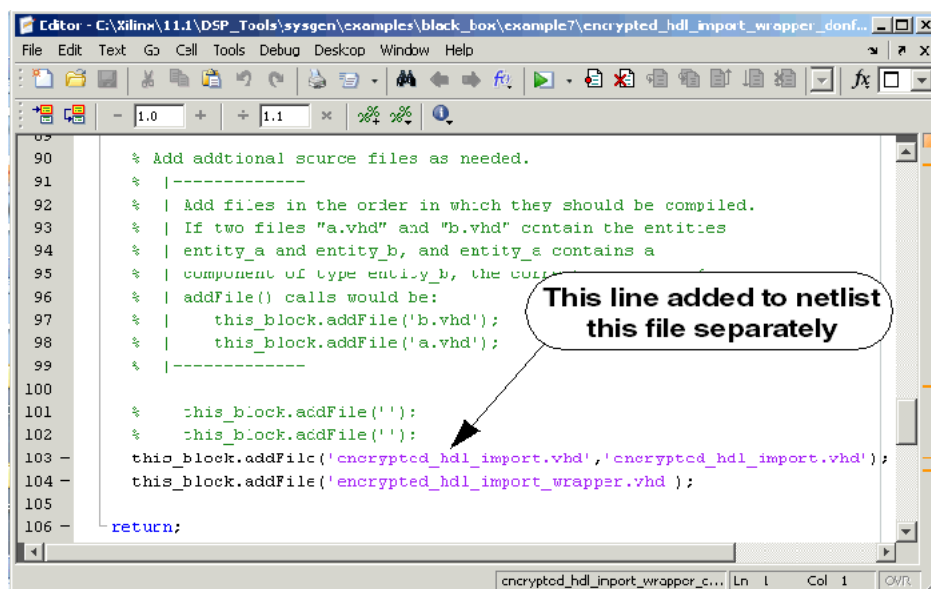 Editor - C:\Xilinx\11.1\DSP_Tools\sysgen\examples\black_box\example7\encrypted_hdl_import_wrapper_donf...
File Edit Text Go Cell Tools Debug Desktop Window Help
fx
- 1.0 + ÷ 1.1 ×
89
90 % Add addtional source files as needed.
91 % |-------------
92 % | Add files in the order in which they should be compiled.
93 % | If two files "a.vhd" and "b.vhd" contain the entities
94 % | entity_a and entity_b, and entity_a contains a
95 % | component of type entity_b, the
96 % | addFile() calls would be:
97 % | this_block.addFile('b.vhd');
98 % | this_block.addFile('a.vhd');
99 % |-------------
100
101 % this_block.addFile('');
102 % this_block.addFile('');
103 - this_block.addFile('encrypted_hdl_import.vhd','encrypted_hdl_import.vhd');
104 - this_block.addFile('encrypted_hdl_import_wrapper.vhd );
105
106 - return;
This line added to netlist
this file separately
encrypted_hdl_import_wrapper_c... Ln 1 Col 1 OVR